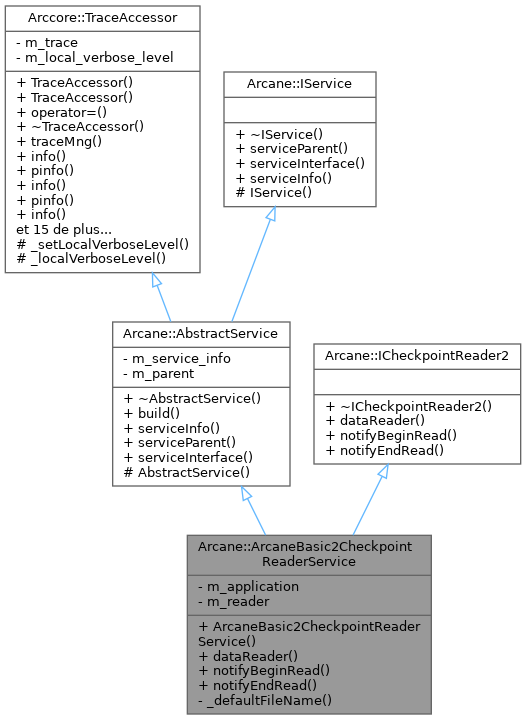 Arccore::TraceAccessor
- m_trace
- m_local_verbose_level
+ TraceAccessor()
+ TraceAccessor()
+ operator=()
+ ~TraceAccessor()
+ traceMng()
+ info()
+ pinfo()
+ info()
+ pinfo()
+ info()
et 15 de plus...
# _setLocalVerboseLevel()
# _localVerboseLevel()
Arcane::IService
+ ~IService()
+ serviceParent()
+ serviceInterface()
+ serviceInfo()
# IService()
Arcane::AbstractService
- m_service_info
- m_parent
+ ~AbstractService()
+ build()
+ serviceInfo()
+ serviceParent()
+ serviceInterface()
# AbstractService()
Arcane::ICheckpointReader2
+ ~ICheckpointReader2()
+ dataReader()
+ notifyBeginRead()
+ notifyEndRead()
Arcane::ArcaneBasic2Checkpoint
ReaderService
- m_application
- m_reader
+ ArcaneBasic2CheckpointReader
Service()
+ dataReader()
+ notifyBeginRead()
+ notifyEndRead()
- _defaultFileName()